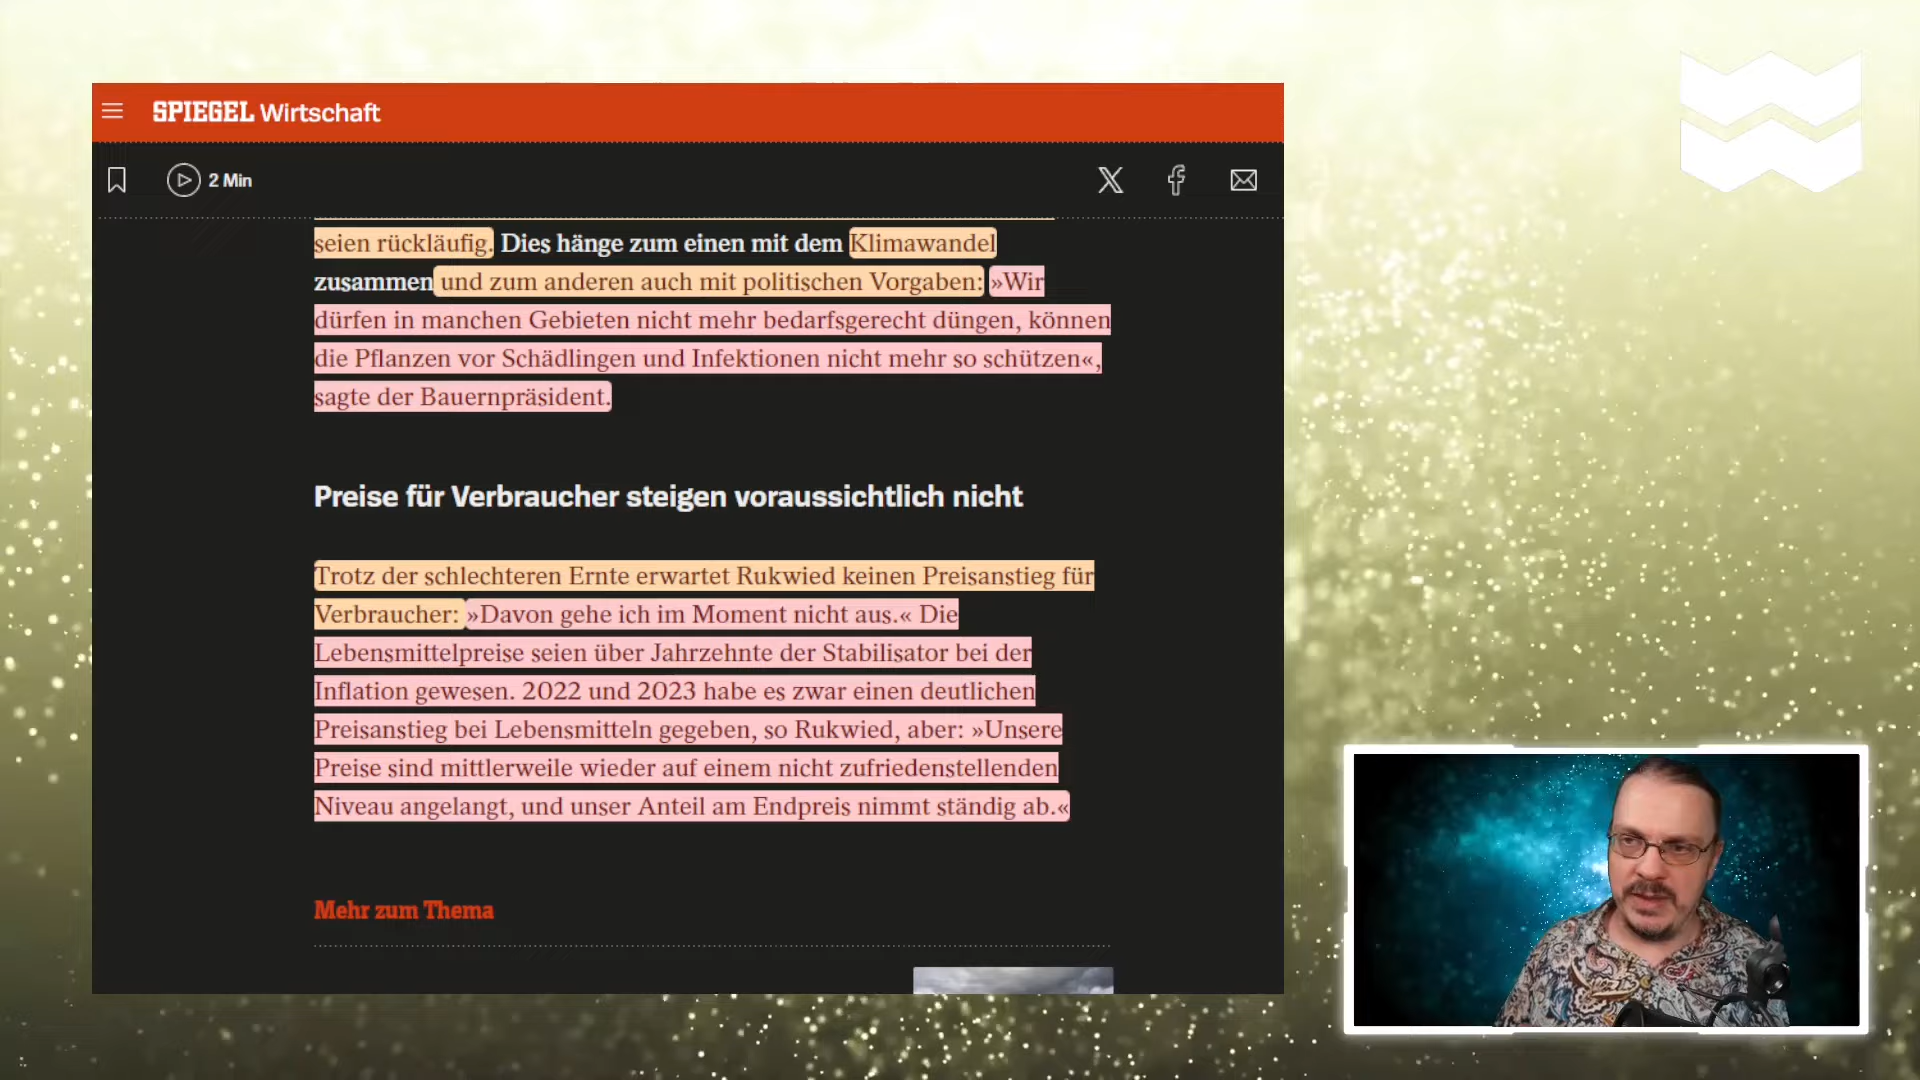 SPIEGEL Wirtschaft
2 Min
seien rückläufig. Dies hänge zum einen mit dem Klimawandel
zusammen und zum anderen auch mit politischen Vorgaben: »Wir
dürfen in manchen Gebieten nicht mehr bedarfsgerecht düngen, können
die Pflanzen vor Schädlingen und Infektionen nicht mehr so schützen«,
sagte der Bauernpräsident.
Preise für Verbraucher steigen voraussichtlich nicht
Trotz der schlechteren Ernte erwartet Rukwied keinen Preisanstieg für
Verbraucher: »Davon gehe ich im Moment nicht aus.« Die
Lebensmittelpreise seien über Jahrzehnte der Stabilisator bei der
Inflation gewesen. 2022 und 2023 habe es zwar einen deutlichen
Preisanstieg bei Lebensmitteln gegeben, so Rukwied, aber: »Unsere
Preise sind mittlerweile wieder auf einem nicht zufriedenstellenden
Niveau angelangt, und unser Anteil am Endpreis nimmt ständig ab.«
Mehr zum Thema